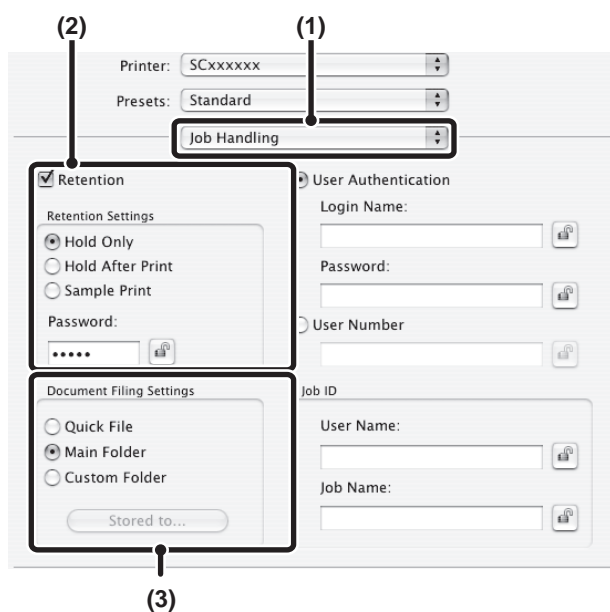 (2) (1)
Printer: SCxxxxxx
Presets: Standard
Job Handling
Retention
Retention Settings
Hold Only
Hold After Print
Sample Print
Password:
•••••
User Authentication
Login Name:
Password:
User Number
Document Filing Settings
Quick File
Main Folder
Custom Folder
Stored to...
Job ID
User Name:
Job Name:
(3)